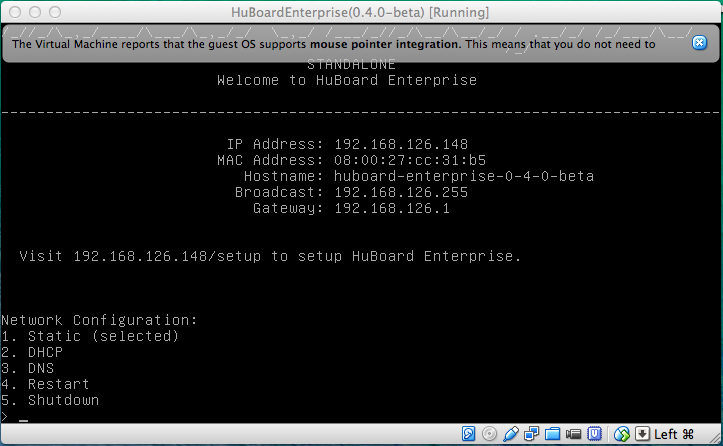 HuBoardEnterprise(0.4.0-beta) [Running]
The Virtual Machine reports that the guest OS supports mouse pointer integration. This means that you do not need to
STANDALONE
Welcome to HuBoard Enterprise
IP Address: 192.168.126.148
MAC Address: 08:00:27:cc:31:b5
Hostname: huboard-enterprise-0-4-0-beta
Broadcast: 192.168.126.255
Gateway: 192.168.126.1
Visit 192.168.126.148/setup to setup HuBoard Enterprise.
Network Configuration:
1. Static (selected)
2. DHCP
3. DNS
4. Restart
5. Shutdown
> _
Left ⌘